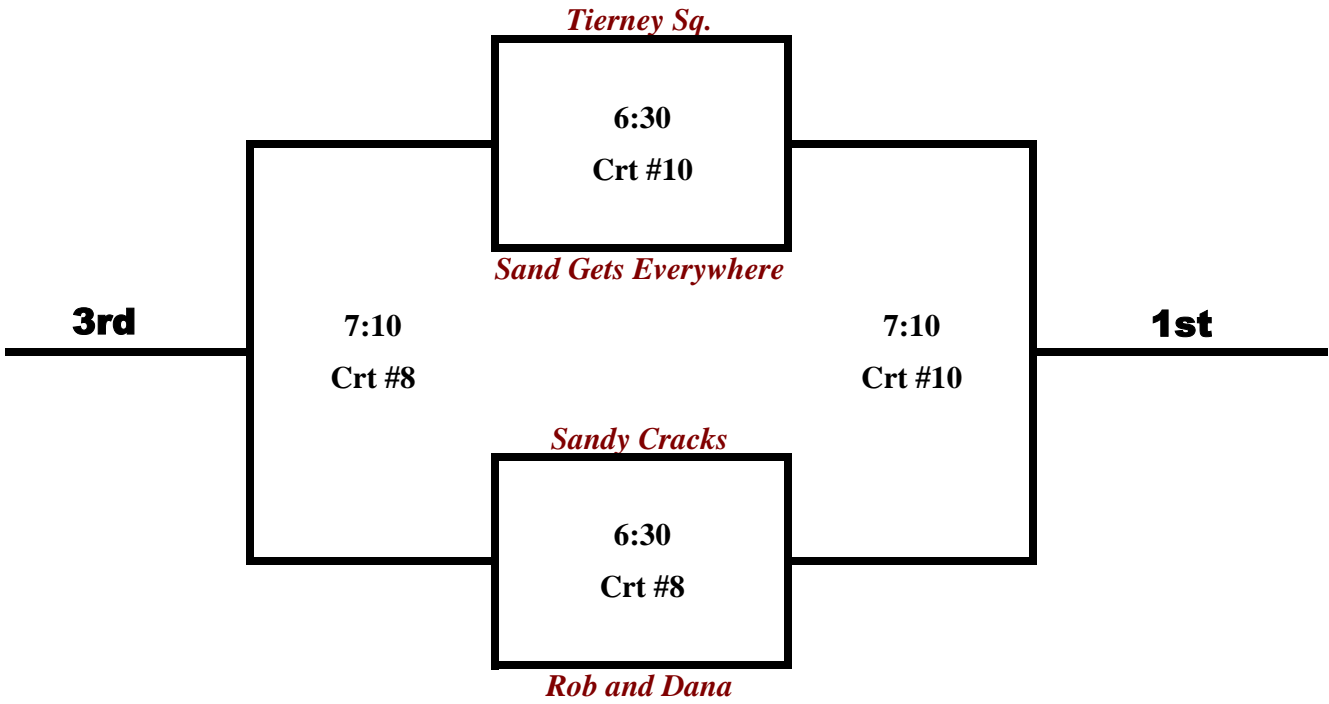 Tierney Sq.
6:30
Crt #10
Sand Gets Everywhere
3rd
7:10
Crt #8
7:10
Crt #10
1st
Sandy Cracks
6:30
Crt #8
Rob and Dana